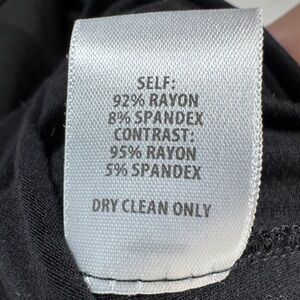 SELF:
92% RAYON
8% SPANDEX
CONTRAST:
95% RAYON
5% SPANDEX
DRY CLEAN ONLY